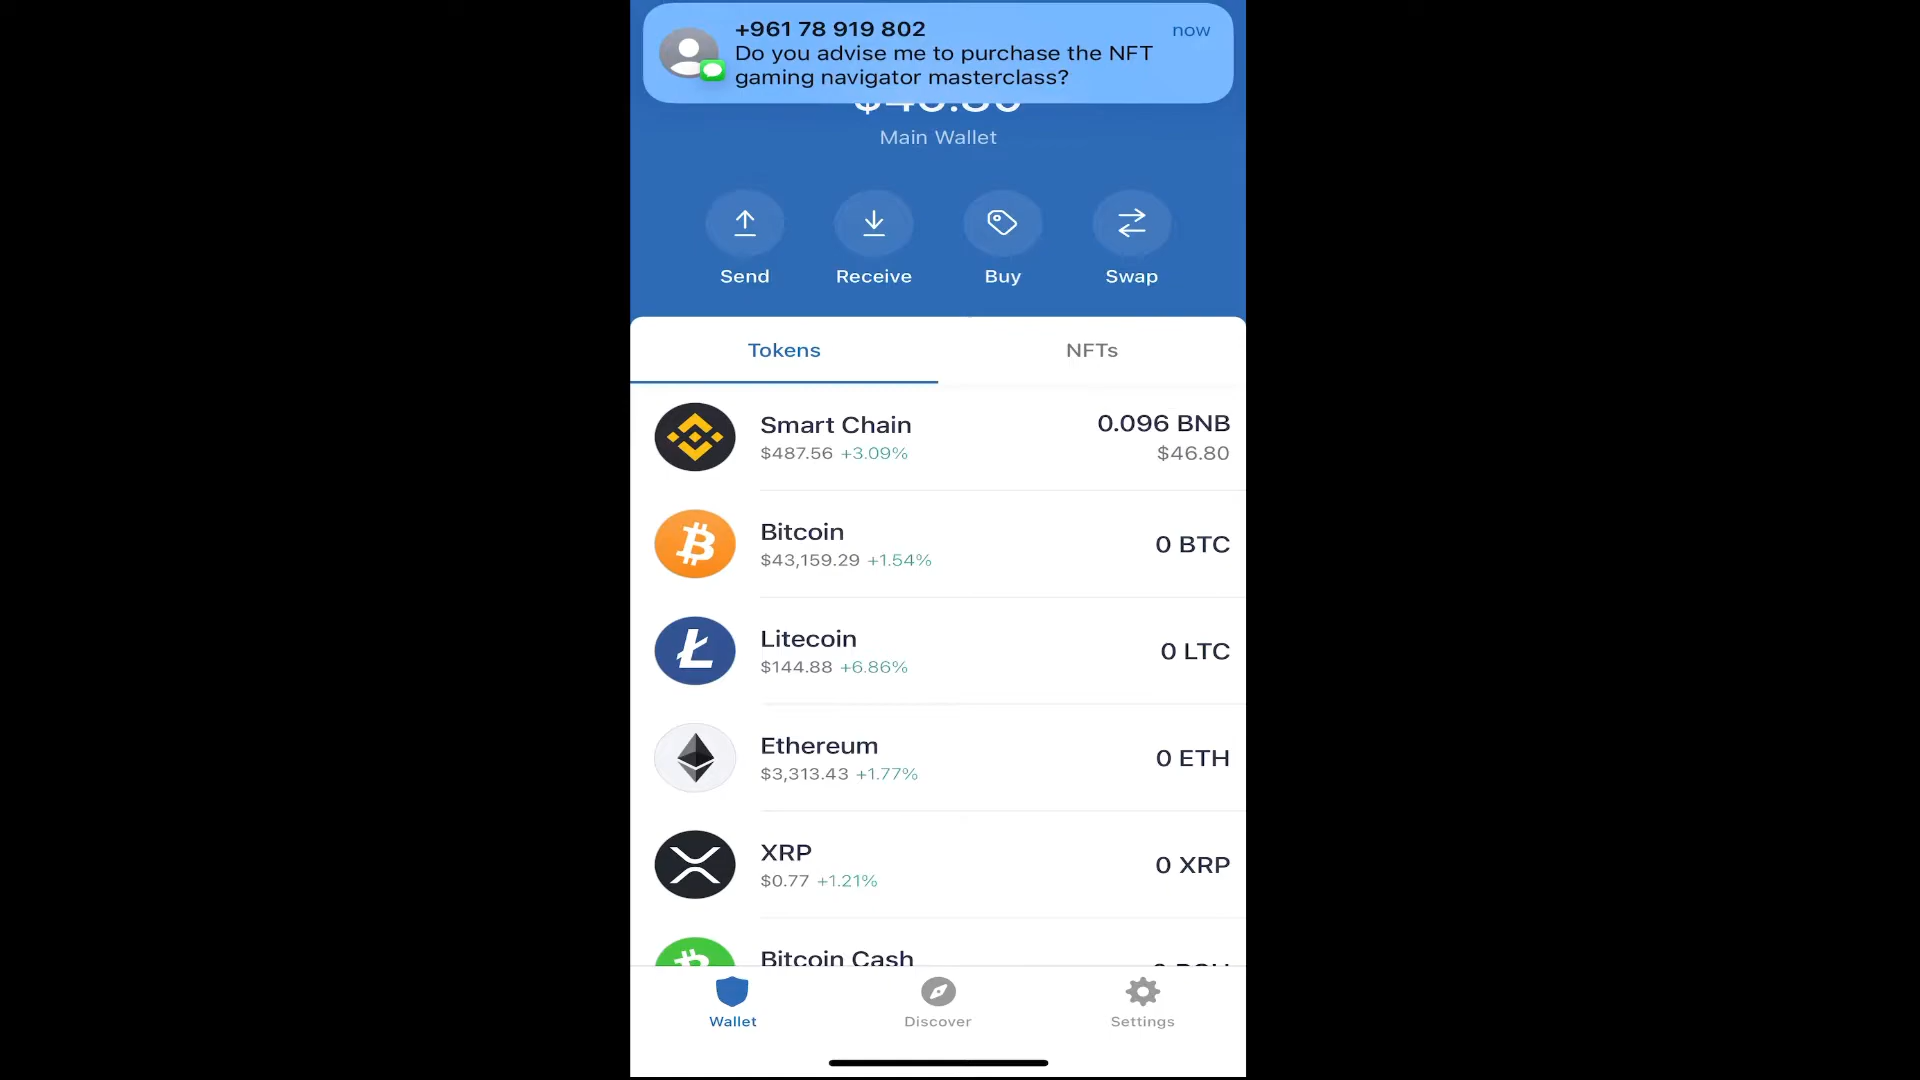 +961 78 919 802
now
Do you advise me to purchase the NFT
gaming navigator masterclass?
Main Wallet
Send
Receive
Buy
Swap
Tokens
NFTs
Smart Chain
0.096 BNB
$487.56 +3.09%
$46.80
Bitcoin
$43,159.29 +1.54%
0 BTC
Litecoin
$144.88 +6.86%
0 LTC
Ethereum
$3,313.43 +1.77%
0 ETH
XRP
$0.77 +1.21%
0 XRP
Bitcoin Cash
Wallet
Discover
Settings